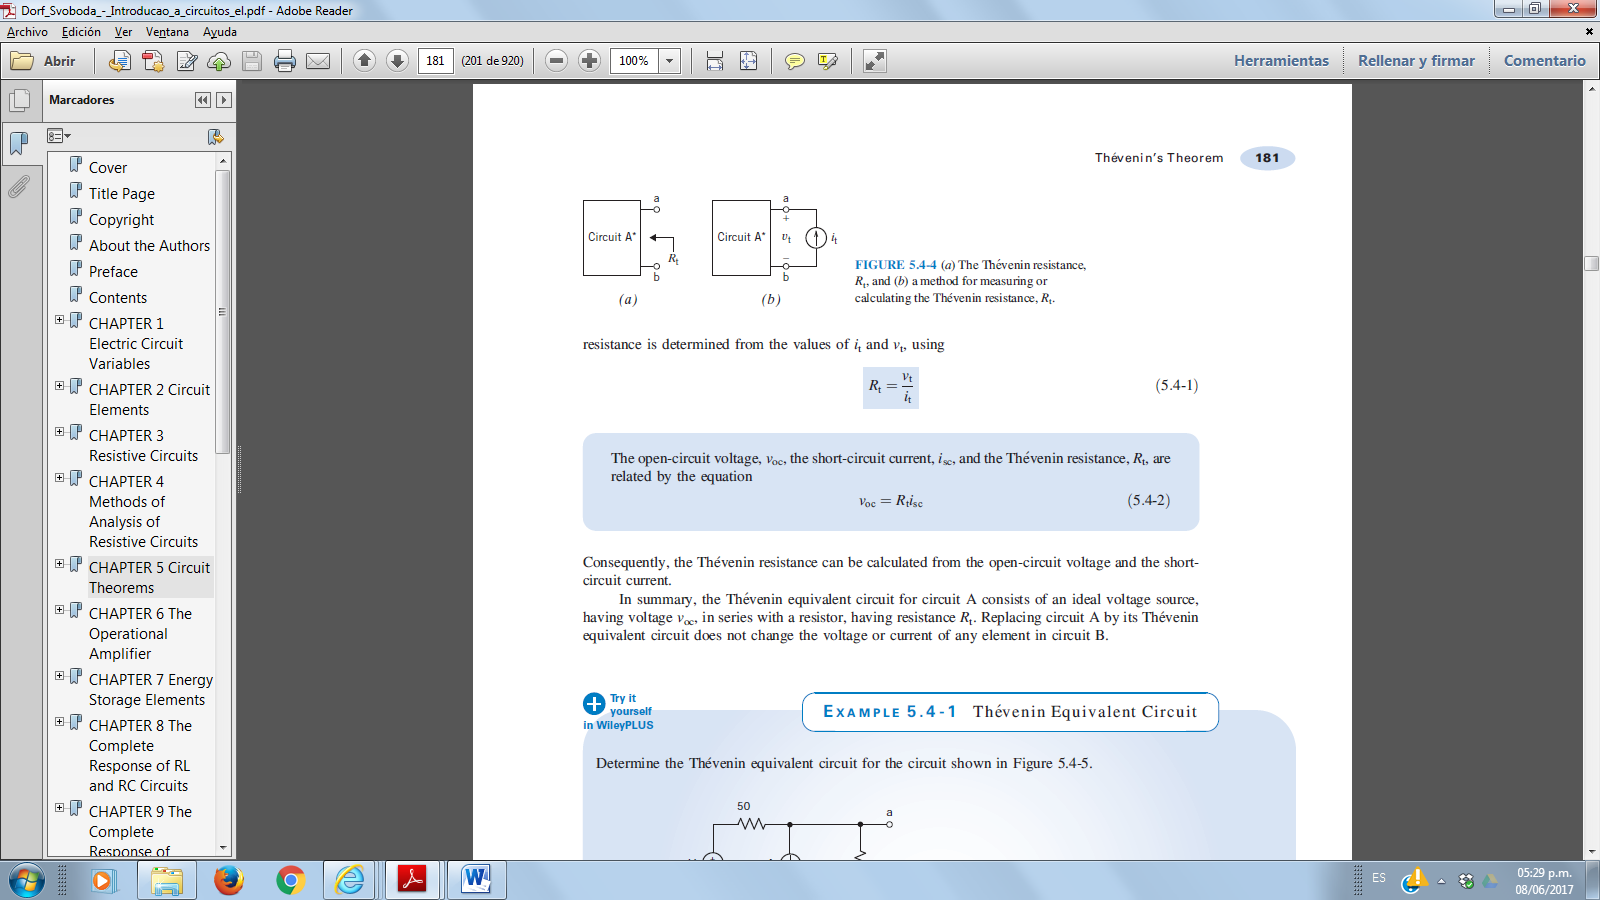 Dorf_Svoboda_-_Introducao_a_circuitos_el.pdf - Adobe Reader
Archivo Edición Ver Ventana Ayuda
Abrir
181 (201 de 920)
100%
Herramientas Rellenar y firmar Comentario
Marcadores
Cover
Title Page
Copyright
About the Authors
Preface
Contents
CHAPTER 1
Electric Circuit
Variables
CHAPTER 2 Circuit
Elements
CHAPTER 3
Resistive Circuits
CHAPTER 4
Methods of
Analysis of
Resistive Circuits
CHAPTER 5 Circuit
Theorems
CHAPTER 6 The
Operational
Amplifier
CHAPTER 7 Energy
Storage Elements
CHAPTER 8 The
Complete
Response of RL
and RC Circuits
CHAPTER 9 The
Complete
Response of
Thévenin's Theorem 181
a
Circuit A*
Rt
b
(a)
a
+
Circuit A* vt it
–
b
(b)
FIGURE 5.4-4 (a) The Thévenin resistance,
Rt, and (b) a method for measuring or
calculating the Thévenin resistance, Rt.
resistance is determined from the values of it and vt, using
Rt = vt/it (5.4-1)
The open-circuit voltage, voc, the short-circuit current, isc, and the Thévenin resistance, Rt, are
related by the equation
voc = Rtisc (5.4-2)
Consequently, the Thévenin resistance can be calculated from the open-circuit voltage and the short-
circuit current.
In summary, the Thévenin equivalent circuit for circuit A consists of an ideal voltage source,
having voltage voc, in series with a resistor, having resistance Rt. Replacing circuit A by its Thévenin
equivalent circuit does not change the voltage or current of any element in circuit B.
Try it
yourself
in WileyPLUS
EXAMPLE 5.4-1 Thévenin Equivalent Circuit
Determine the Thévenin equivalent circuit for the circuit shown in Figure 5.4-5.
50
a
ES
05:29 p.m.
08/06/2017